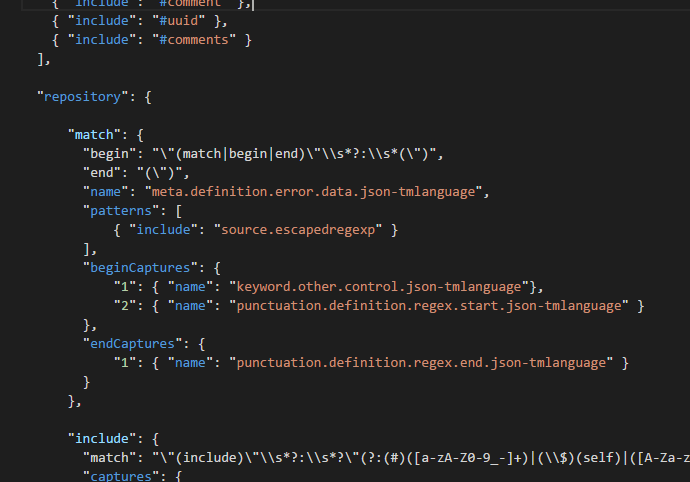 { "include": "#comment" },
{ "include": "#uuid" },
{ "include": "#comments" }
],
"repository": {
"match": {
"begin": "\"(match|begin|end)\"\\s*?:\\s*(\")",
"end": "(\")",
"name": "meta.definition.error.data.json-tmlanguage",
"patterns": [
{ "include": "source.escapedregexp" }
],
"beginCaptures": {
"1": { "name": "keyword.other.control.json-tmlanguage"},
"2": { "name": "punctuation.definition.regex.start.json-tmlanguage" }
},
"endCaptures": {
"1": { "name": "punctuation.definition.regex.end.json-tmlanguage" }
}
},
"include": {
"match": "\"(include)\"\\s*?:\\s*?\"(?:(#)([a-zA-Z0-9_-]+)|(\\$)(self)|([A-Za-z
"captures": {